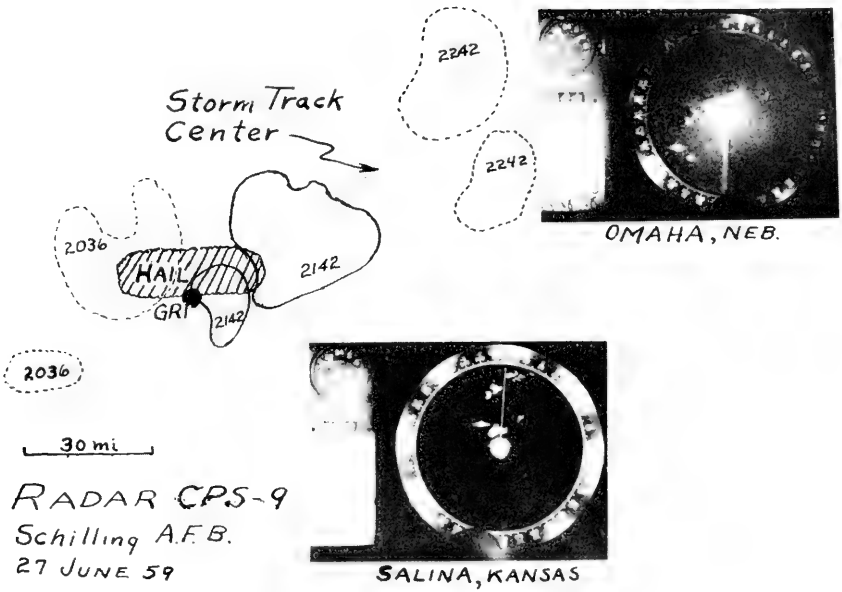 2242
Storm Track
Center
2242
OMAHA, NEB.
2036
HAIL
2142
GRI
2142
2036
30 mi
RADAR CPS-9
Schilling A.F.B.
27 JUNE 59
SALINA, KANSAS